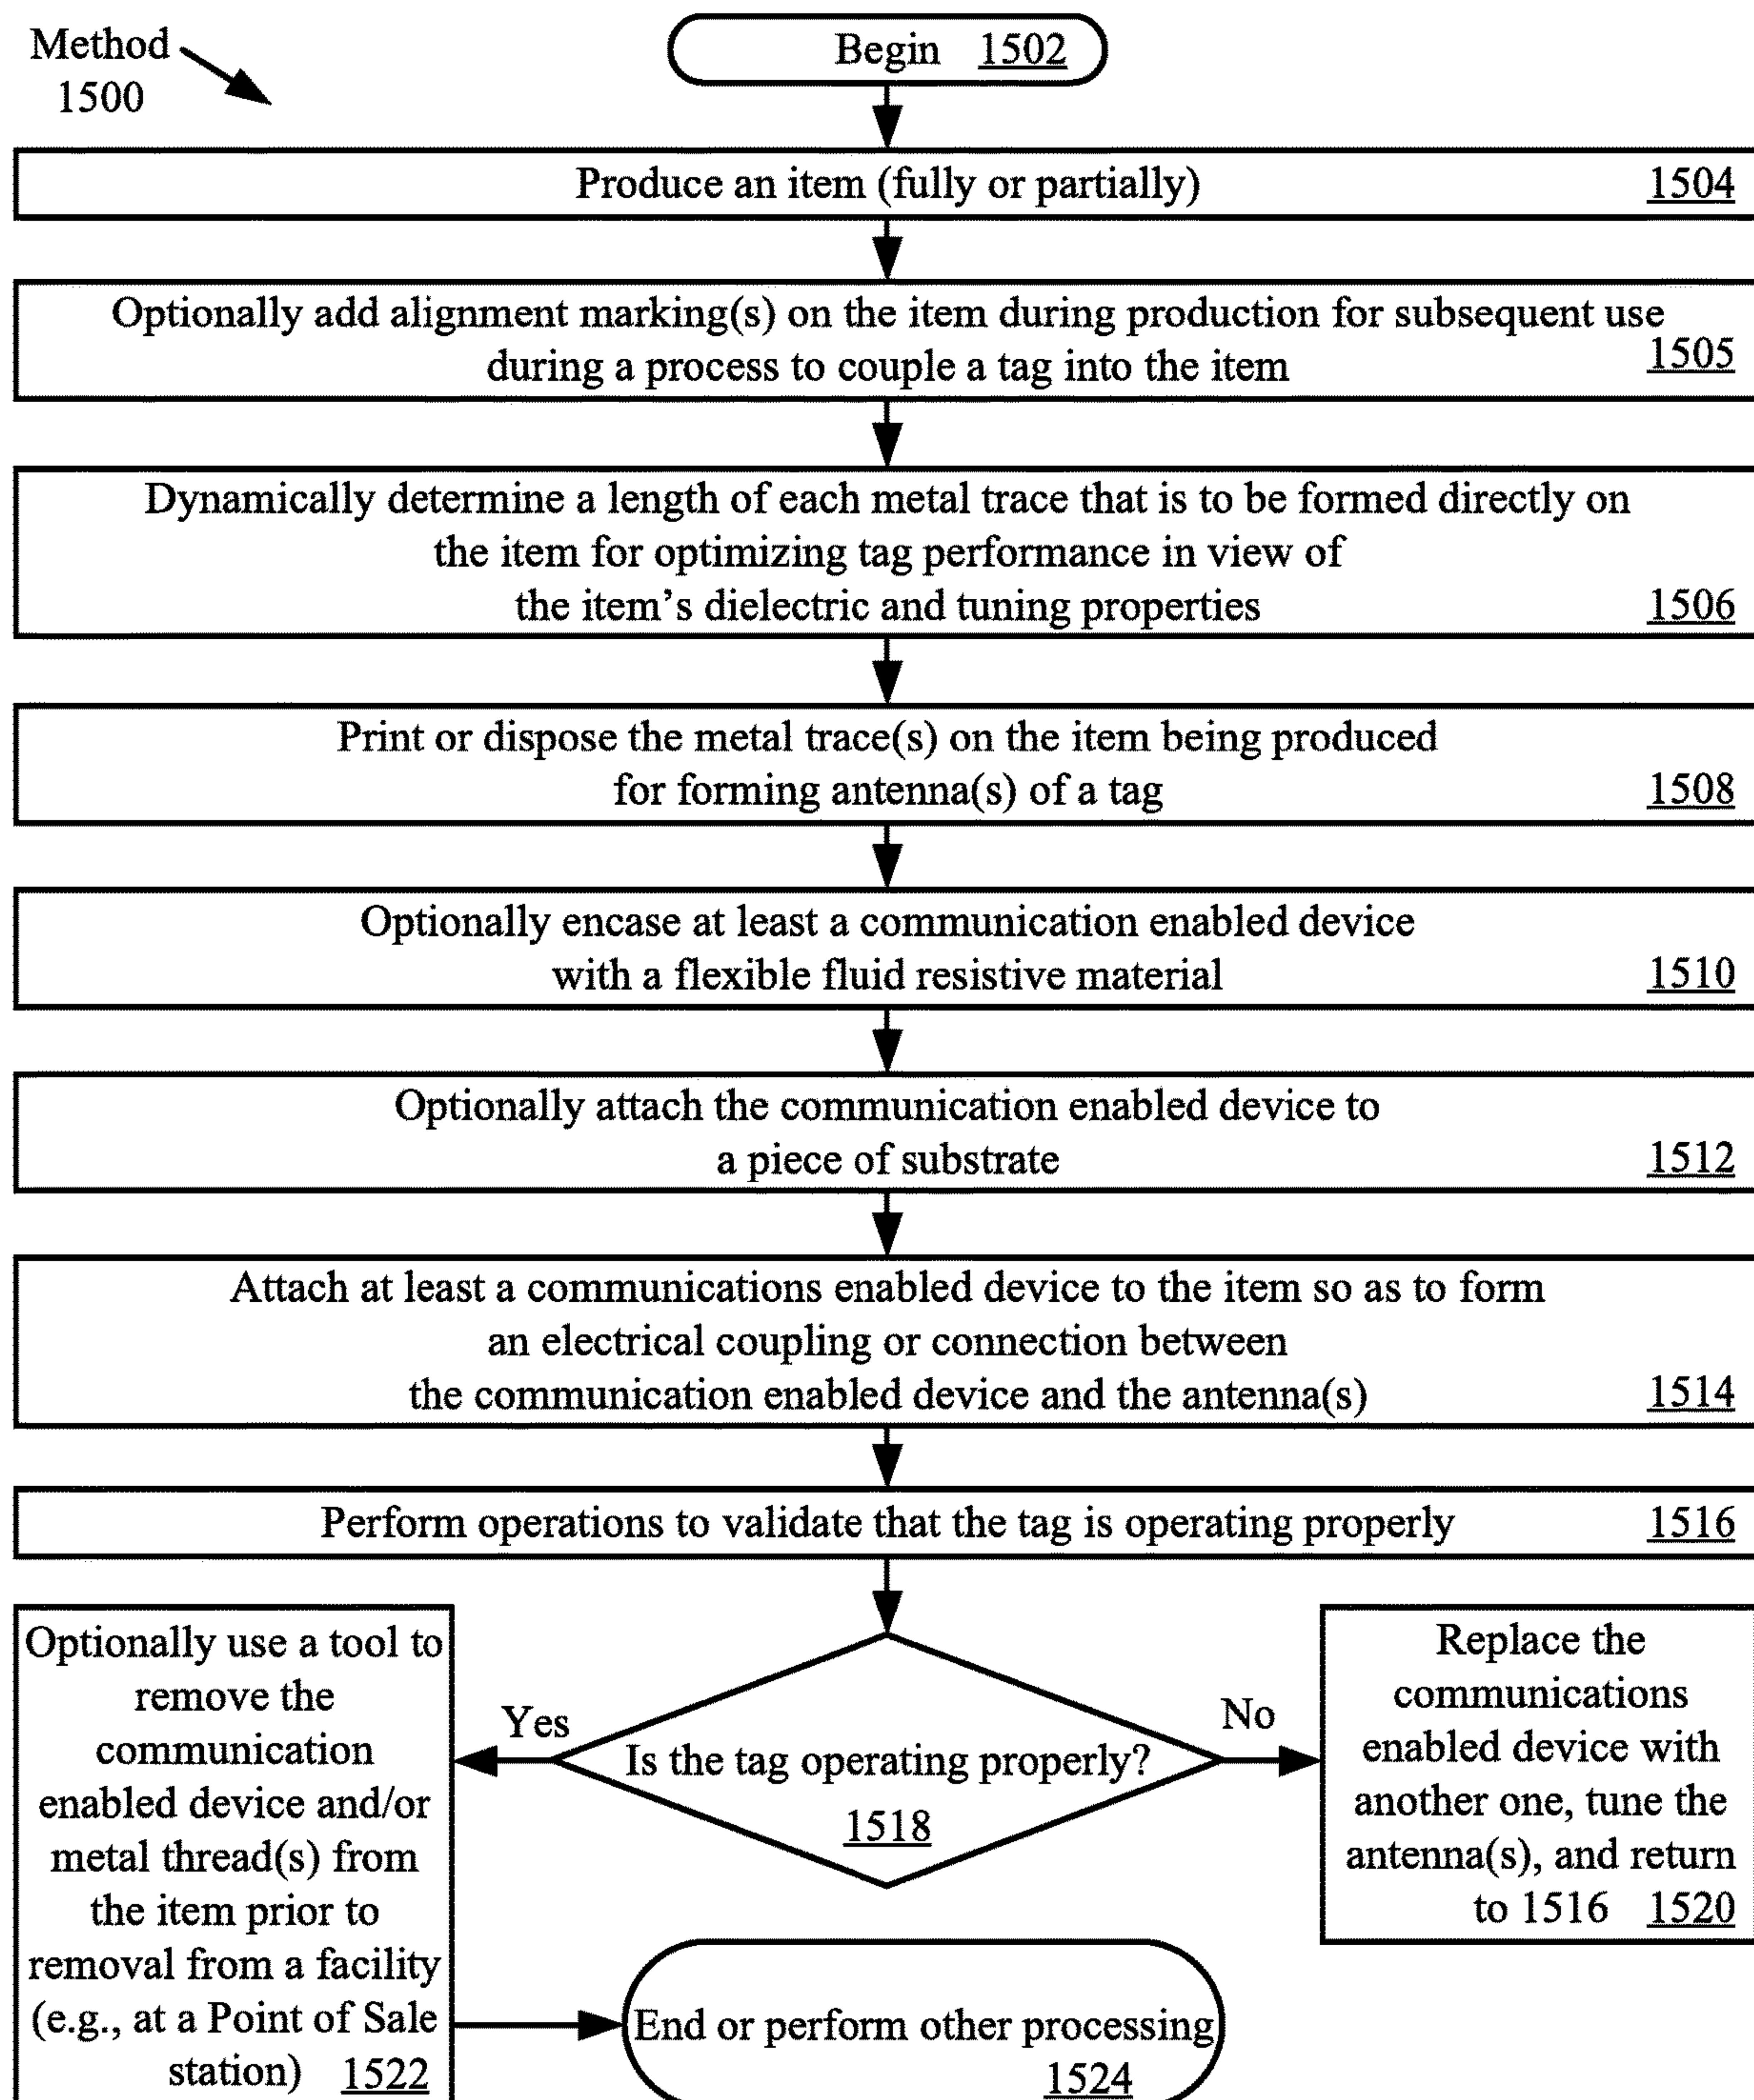 Method
1500
Begin 1502
Produce an item (fully or partially) 1504
Optionally add alignment marking(s) on the item during production for subsequent use
during a process to couple a tag into the item 1505
Dynamically determine a length of each metal trace that is to be formed directly on
the item for optimizing tag performance in view of
the item's dielectric and tuning properties 1506
Print or dispose the metal trace(s) on the item being produced
for forming antenna(s) of a tag 1508
Optionally encase at least a communication enabled device
with a flexible fluid resistive material 1510
Optionally attach the communication enabled device to
a piece of substrate 1512
Attach at least a communications enabled device to the item so as to form
an electrical coupling or connection between
the communication enabled device and the antenna(s) 1514
Perform operations to validate that the tag is operating properly 1516
Is the tag operating properly?
1518
Yes
No
Optionally use a tool to
remove the
communication
enabled device and/or
metal thread(s) from
the item prior to
removal from a facility
(e.g., at a Point of Sale
station) 1522
Replace the
communications
enabled device with
another one, tune the
antenna(s), and return
to 1516 1520
End or perform other processing
1524